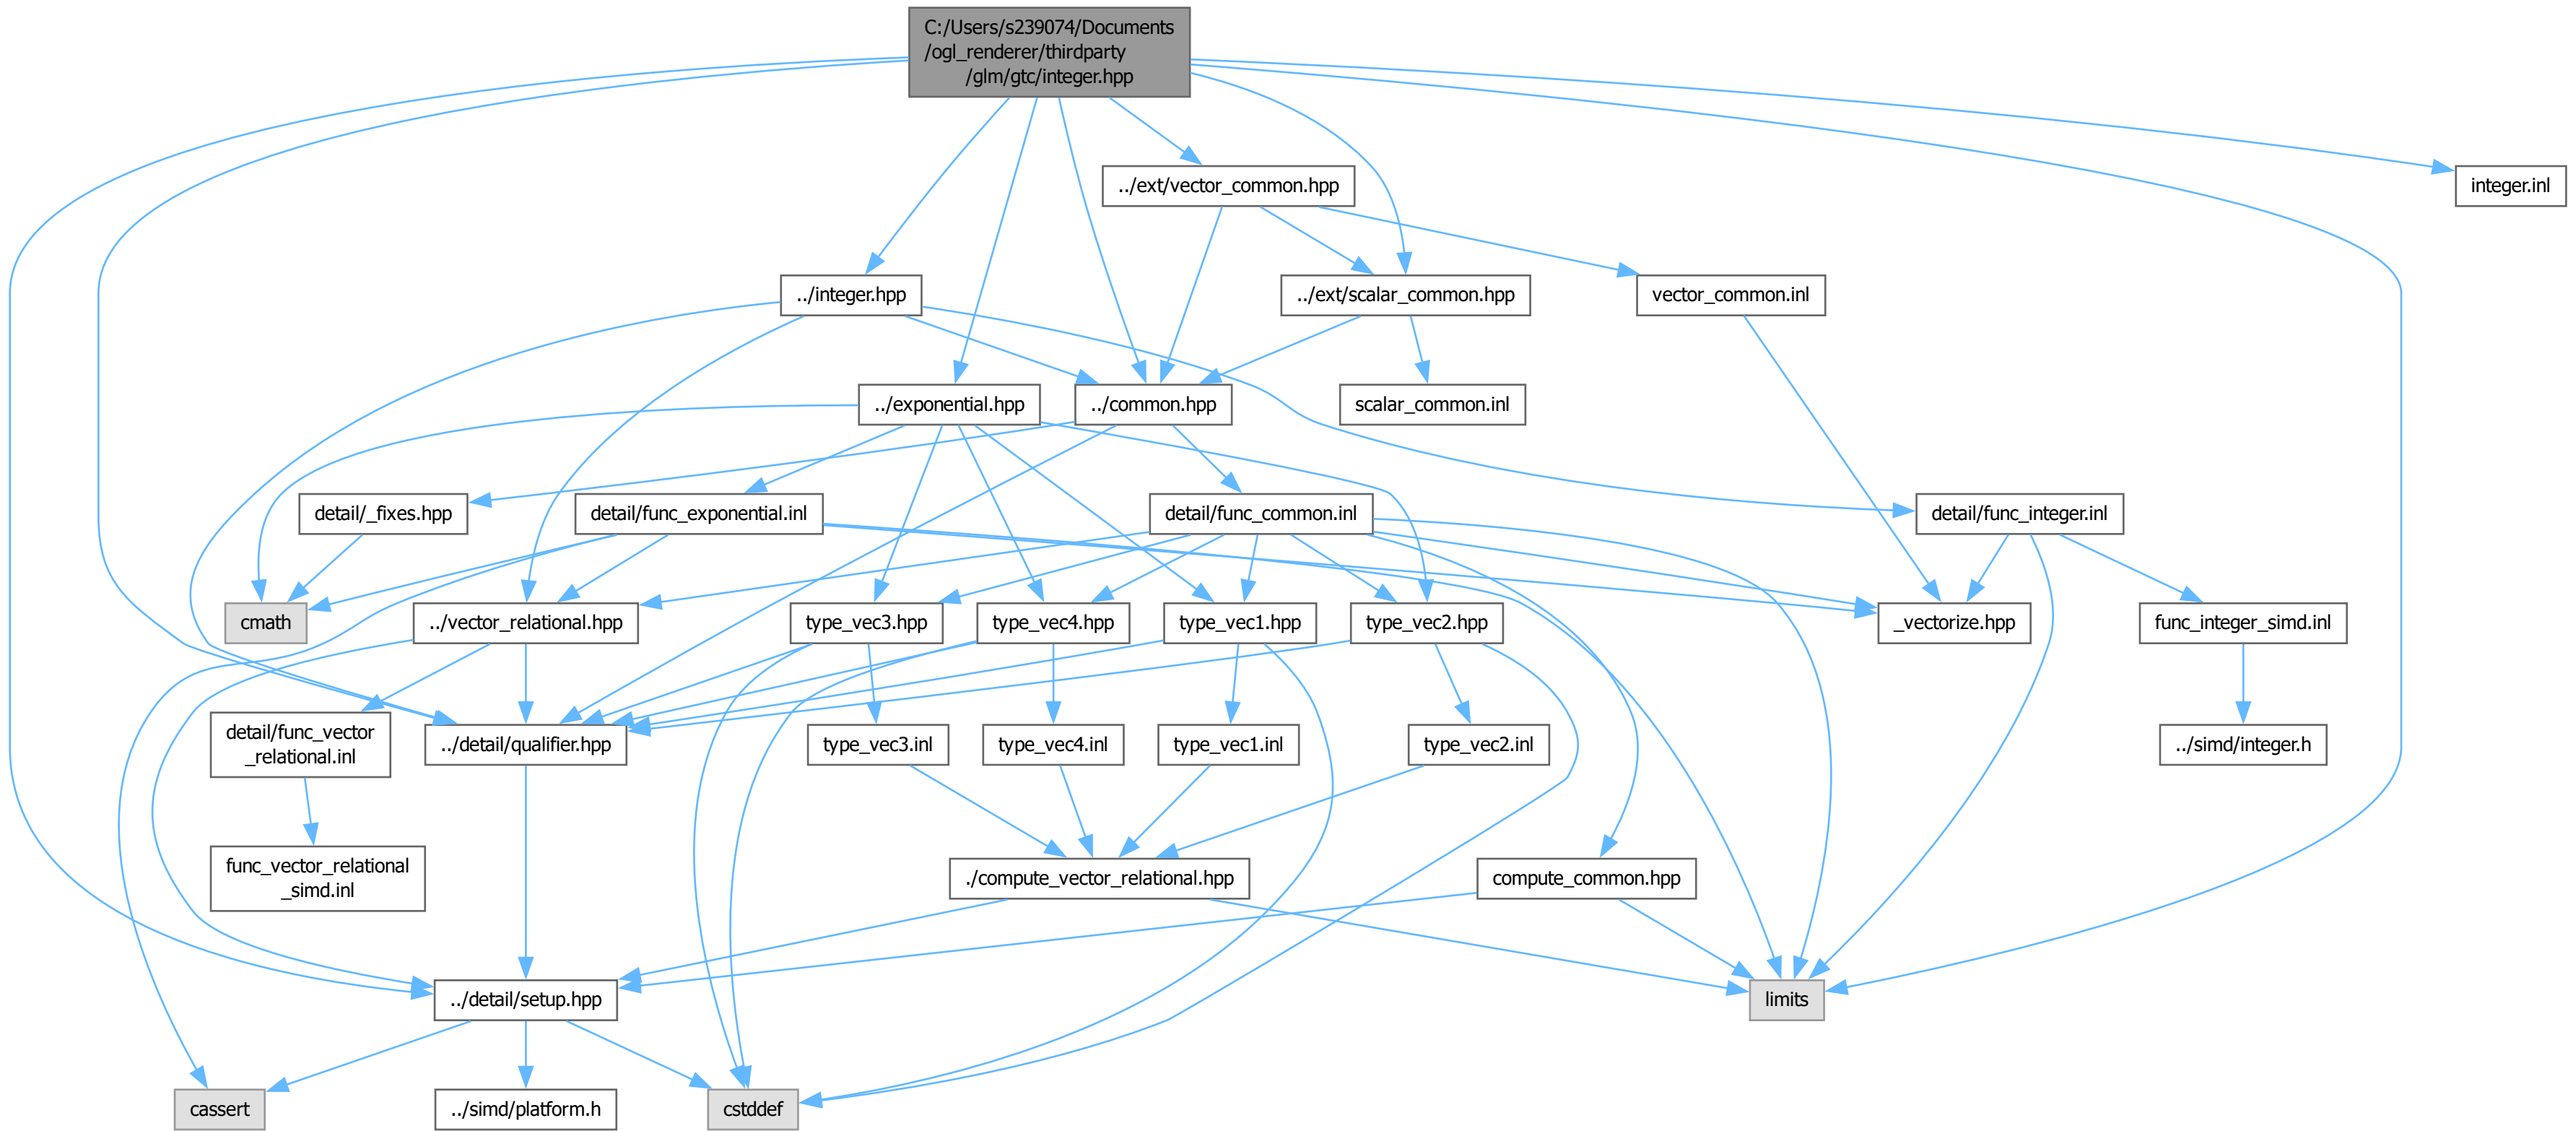 C:/Users/s239074/Documents
/ogl_renderer/thirdparty
/glm/gtc/integer.hpp
../ext/vector_common.hpp
integer.inl
../integer.hpp
../ext/scalar_common.hpp
vector_common.inl
../exponential.hpp
../common.hpp
scalar_common.inl
detail/_fixes.hpp
detail/func_exponential.inl
detail/func_common.inl
detail/func_integer.inl
cmath
../vector_relational.hpp
type_vec3.hpp
type_vec4.hpp
type_vec1.hpp
type_vec2.hpp
_vectorize.hpp
func_integer_simd.inl
detail/func_vector
_relational.inl
../detail/qualifier.hpp
type_vec3.inl
type_vec4.inl
type_vec1.inl
type_vec2.inl
../simd/integer.h
func_vector_relational
_simd.inl
./compute_vector_relational.hpp
compute_common.hpp
../detail/setup.hpp
limits
cassert
../simd/platform.h
cstddef